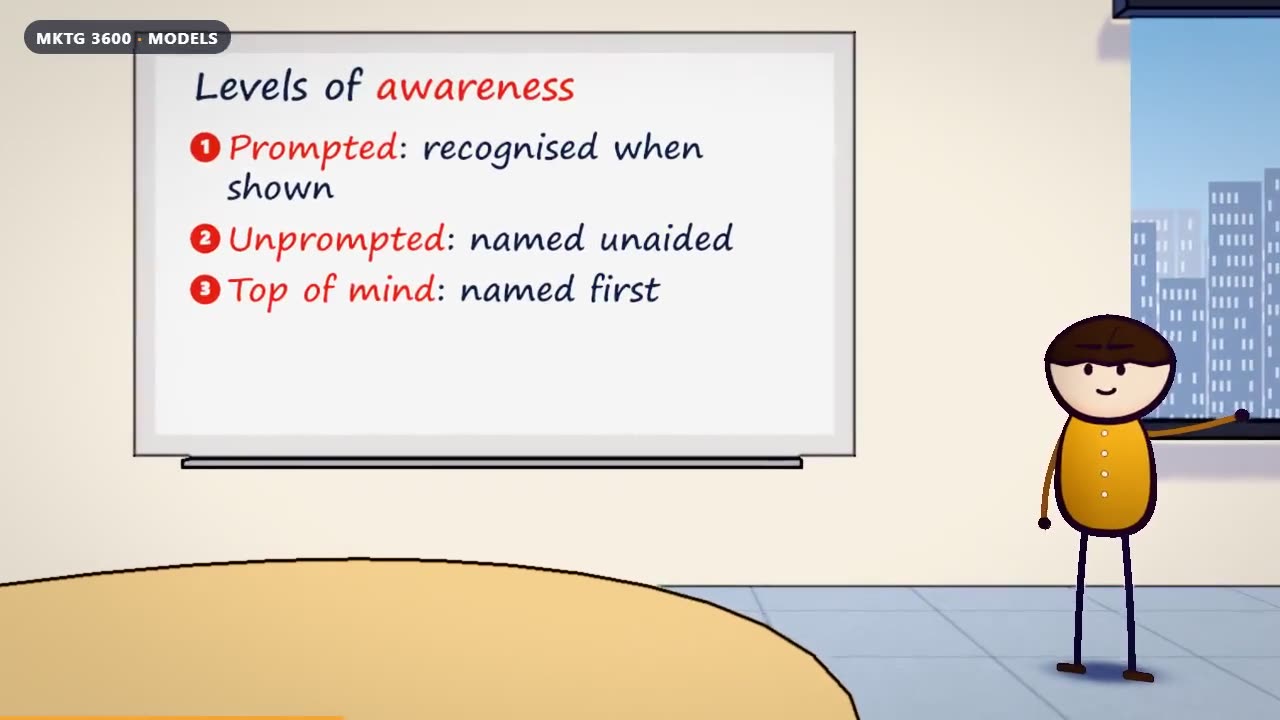 MKTG 3600 · MODELS
Levels of awareness
1 Prompted: recognised when
shown
2 Unprompted: named unaided
3 Top of mind: named first